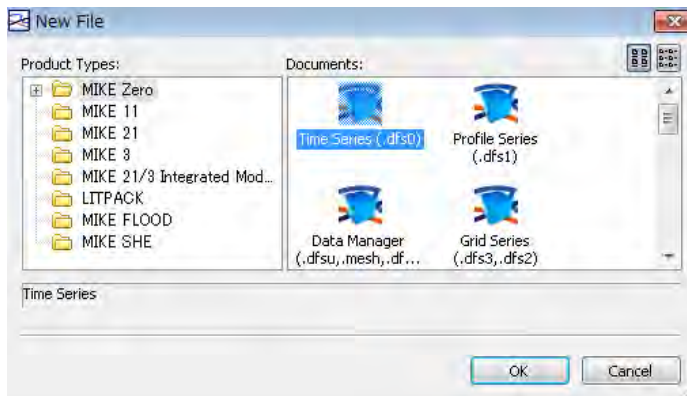 New File
Product Types:
Documents:
MIKE Zero
MIKE 11
MIKE 21
MIKE 3
MIKE 21/3 Integrated Mod...
LITPACK
MIKE FLOOD
MIKE SHE
Time Series (.dfs0)
Profile Series
(.dfs1)
Data Manager
(.dfsu,.mesh,.df...
Grid Series
(.dfs3,.dfs2)
Time Series
OK
Cancel